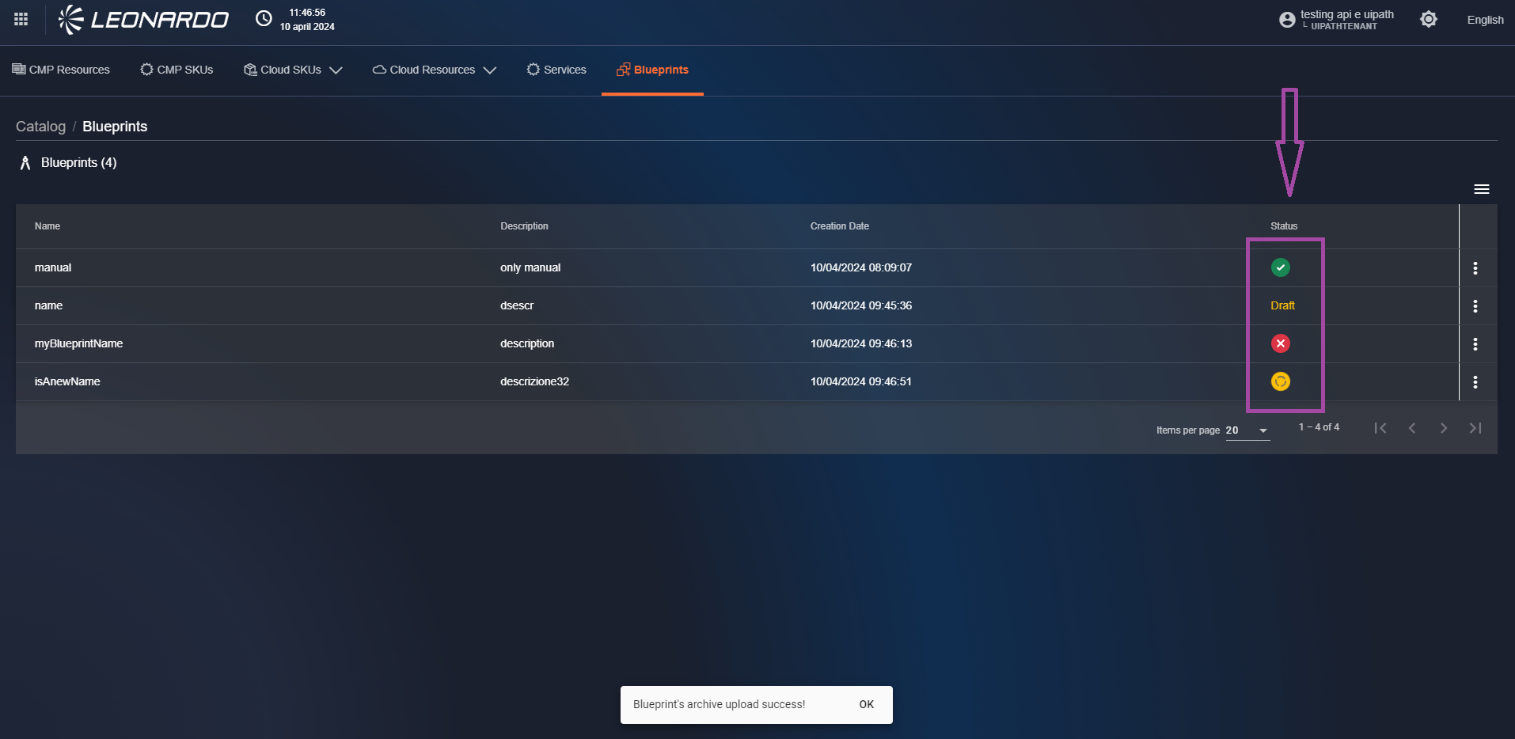 LEONARDO
11:46:56
10 april 2024
testing api e uipath
UIPATHTENANT
English
CMP Resources
CMP SKUs
Cloud SKUs
Cloud Resources
Services
Blueprints
Catalog / Blueprints
Blueprints (4)
Name Description Creation Date Status
manual only manual 10/04/2024 08:09:07
name dsescr 10/04/2024 09:45:36 Draft
myBlueprintName description 10/04/2024 09:46:13
isAnewName descrizione32 10/04/2024 09:46:51
Items per page 20 1 – 4 of 4
Blueprint's archive upload success! OK